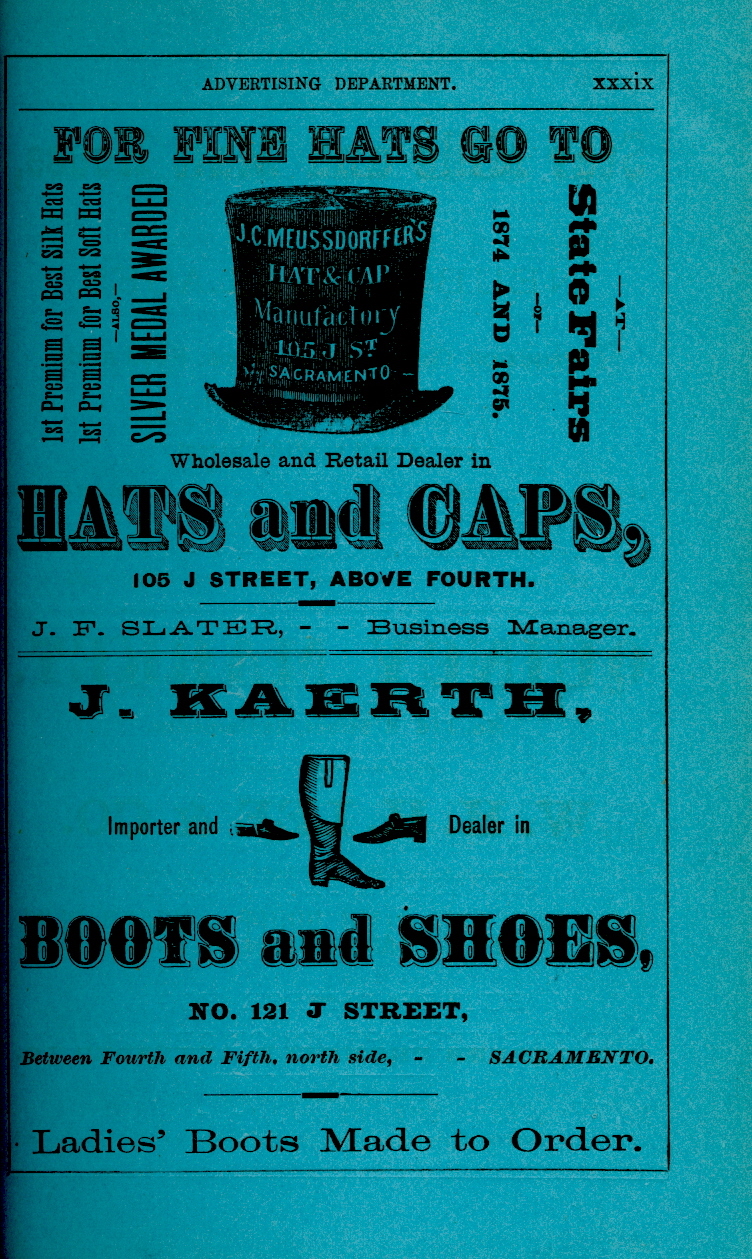 ADVERTISING DEPARTMENT. xxxix
FOR FINE HATS GO TO
1st Premium for Best Silk Hats
1st Premium for Best Soft Hats
—ALSO,—
SILVER MEDAL AWARDED
J.C. MEUSSDORFFER'S
HAT & CAP
Manufactory
105 J ST
SACRAMENTO
—AT—
State Fairs
—OF—
1874 AND 1875.
Wholesale and Retail Dealer in
HATS and CAPS,
105 J STREET, ABOVE FOURTH.
J. F. SLATER, - - Business Manager.
J. KAERTH,
Importer and Dealer in
BOOTS and SHOES,
NO. 121 J STREET,
Between Fourth and Fifth, north side, - - SACRAMENTO.
Ladies' Boots Made to Order.